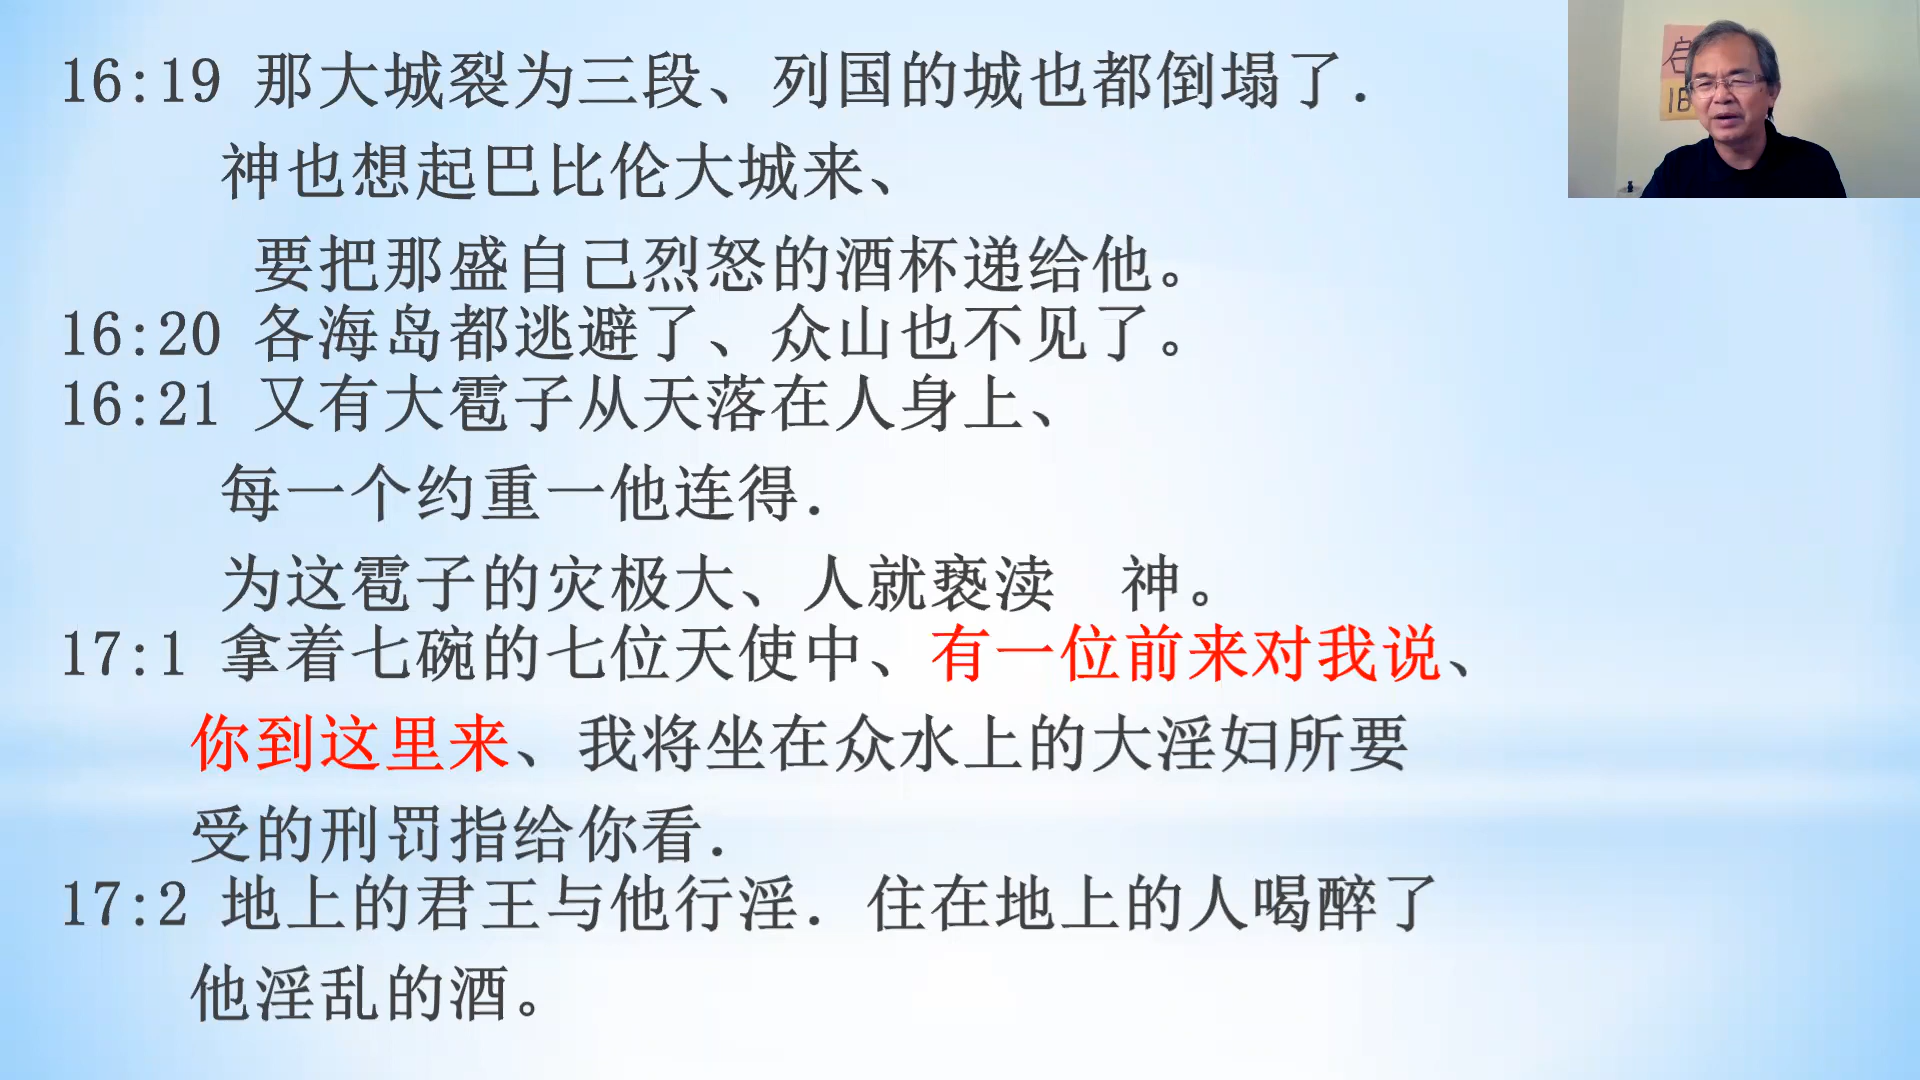 16:19 那大城裂为三段、列国的城也都倒塌了．
神也想起巴比伦大城来、
要把那盛自己烈怒的酒杯递给他。
16:20 各海岛都逃避了、众山也不见了。
16:21 又有大雹子从天落在人身上、
每一个约重一他连得．
为这雹子的灾极大、人就亵渎　神。
17:1 拿着七碗的七位天使中、有一位前来对我说、
你到这里来、我将坐在众水上的大淫妇所要
受的刑罚指给你看．
17:2 地上的君王与他行淫．住在地上的人喝醉了
他淫乱的酒。
启